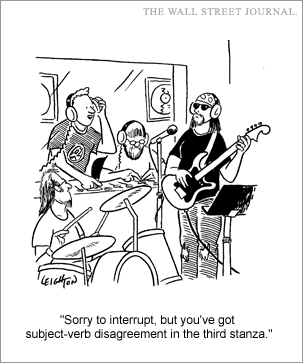 THE WALL STREET JOURNAL.
LEIGHTON
"Sorry to interrupt, but you've got
subject-verb disagreement in the third stanza."